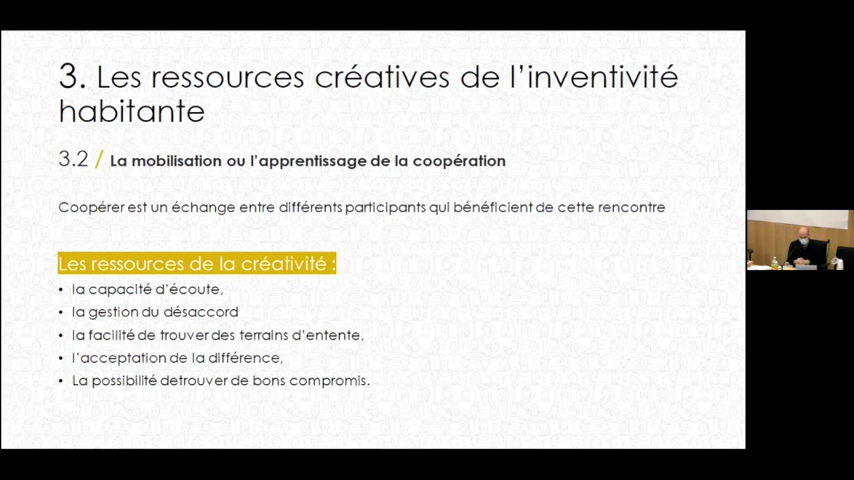 3. Les ressources créatives de l'inventivité
habitante
3.2 / La mobilisation ou l'apprentissage de la coopération
Coopérer est un échange entre différents participants qui bénéficient de cette rencontre
Les ressources de la créativité :
• la capacité d'écoute,
• la gestion du désaccord
• la facilité de trouver des terrains d'entente,
• l'acceptation de la différence,
• La possibilité detrouver de bons compromis.